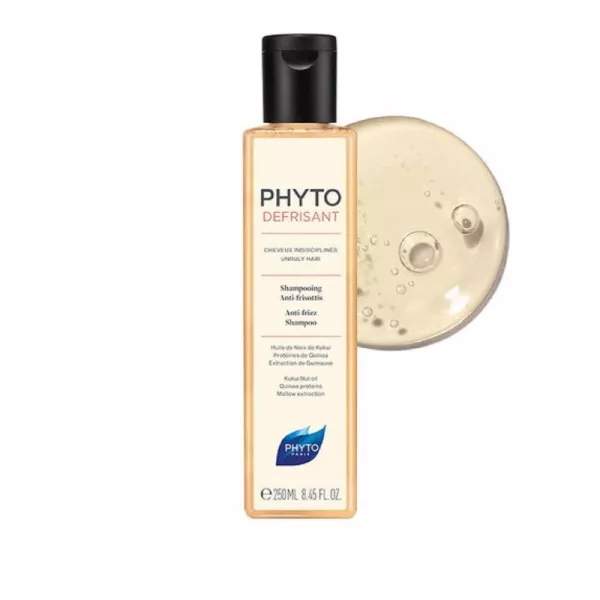 PHYTO
DEFRISANT
CHEVEUX INDISCIPLINÉS
UNRULY HAIR
Shampooing
Anti-frisottis
Anti-frizz
Shampoo
Huile de Noix de Kukui
Protéines de Quinoa
Extraction de Guimauve
Kukui Nut oil
Quinoa proteins
Mallow extraction
PHYTO
PARIS
℮250ML 8.45 FL.OZ.